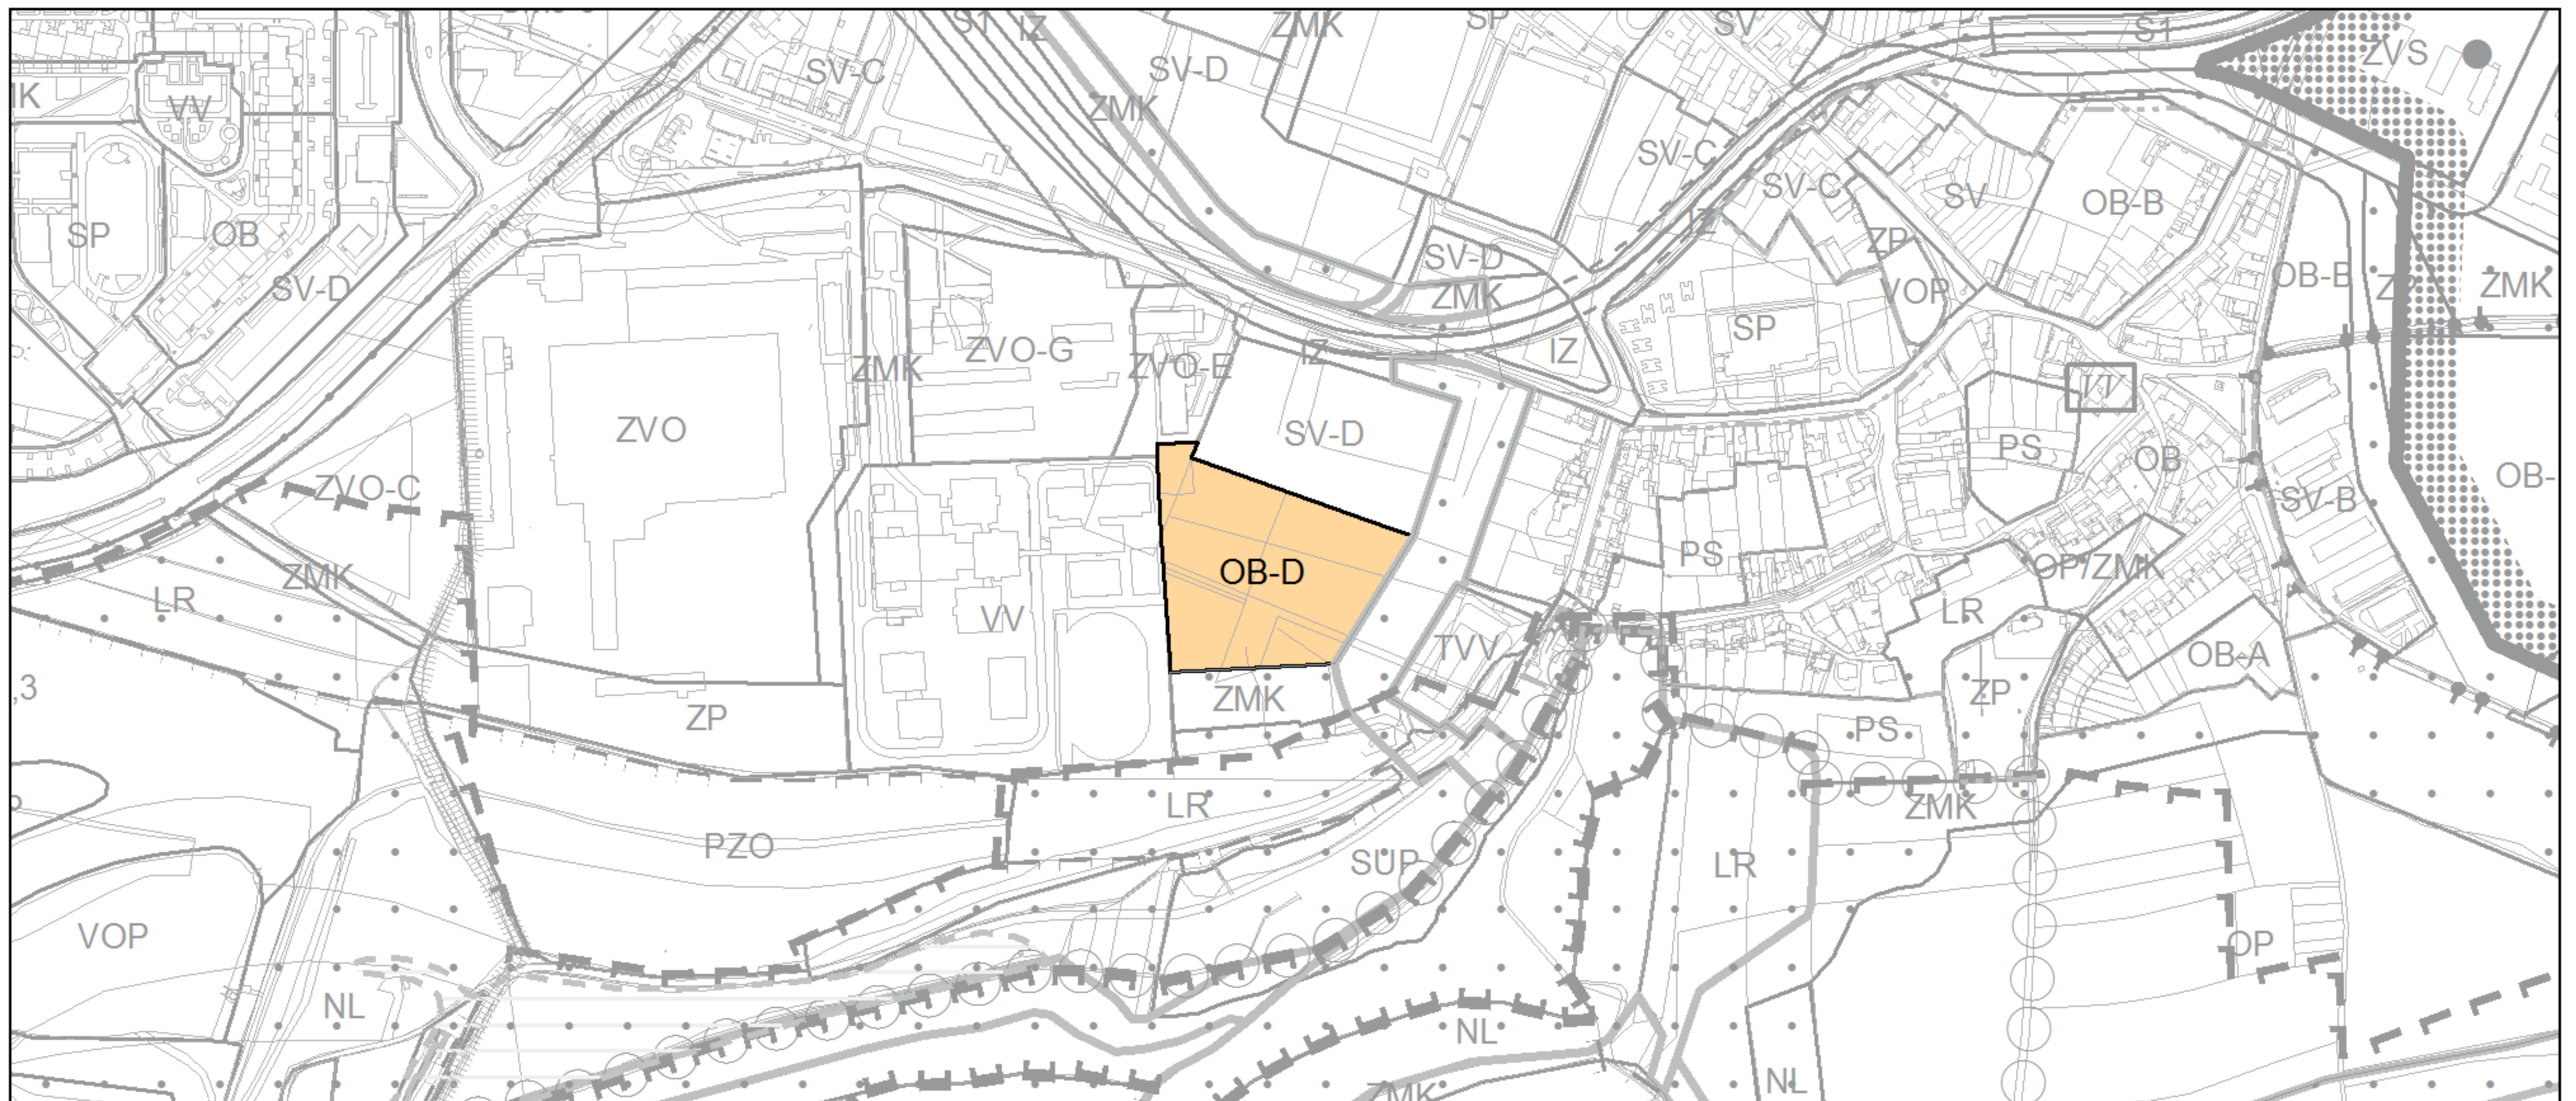 S1
IZ
ZMK
SP
SV
S1
ZVS
SV-C
SV-D
IK
VV
ZMK
SV-C
SV-C
SV
OB-B
SP
OB
SV-D
IZ
ZP
SV-D
ZMK
VOP
OB-B
ZMK
ZVO-G
ZMK
ZVO-E
IZ
IZ
SP
VV
ZVO
SV-D
PS
OB
OB-
ZVO-C
SV-B
PS
OP/ZMK
LR
ZMK
OB-D
LR
VV
TVV
OB-A
,3
ZP
ZMK
ZP
PS
LR
ZMK
PZO
SUP
LR
VOP
OP
NL
NL
NL
ZMK